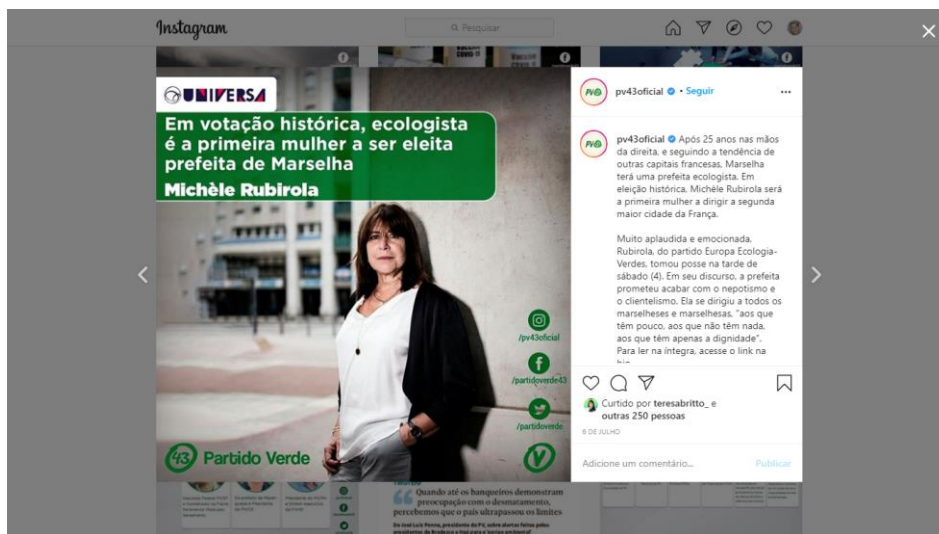 Instagram
Pesquisar
UNIVERSA
Em votação histórica, ecologista
é a primeira mulher a ser eleita
prefeita de Marselha
Michèle Rubirola
/pv43oficial
/partidoverde43
/partidoverde
43 Partido Verde
pv43oficial • Seguir
pv43oficial Após 25 anos nas mãos
da direita, e seguindo a tendência de
outras capitais francesas, Marselha
terá uma prefeita ecologista. Em
eleição histórica, Michèle Rubirola será
a primeira mulher a dirigir a segunda
maior cidade da França.
Muito aplaudida e emocionada,
Rubirola, do partido Europa Ecologia-
Verdes, tomou posse na tarde de
sábado (4). Em seu discurso, a prefeita
prometeu acabar com o nepotismo e
o clientelismo. Ela se dirigiu a todos os
marselheses e marselhesas, "aos que
têm pouco, aos que não têm nada,
aos que têm apenas a dignidade".
Para ler na íntegra, acesse o link na
bio
Curtido por teresabritto_ e
outras 250 pessoas
6 DE JULHO
Adicione um comentário... Publicar
Quando até os banqueiros demonstram
preocupação com o desmatamento,
percebemos que o país ultrapassou os limites